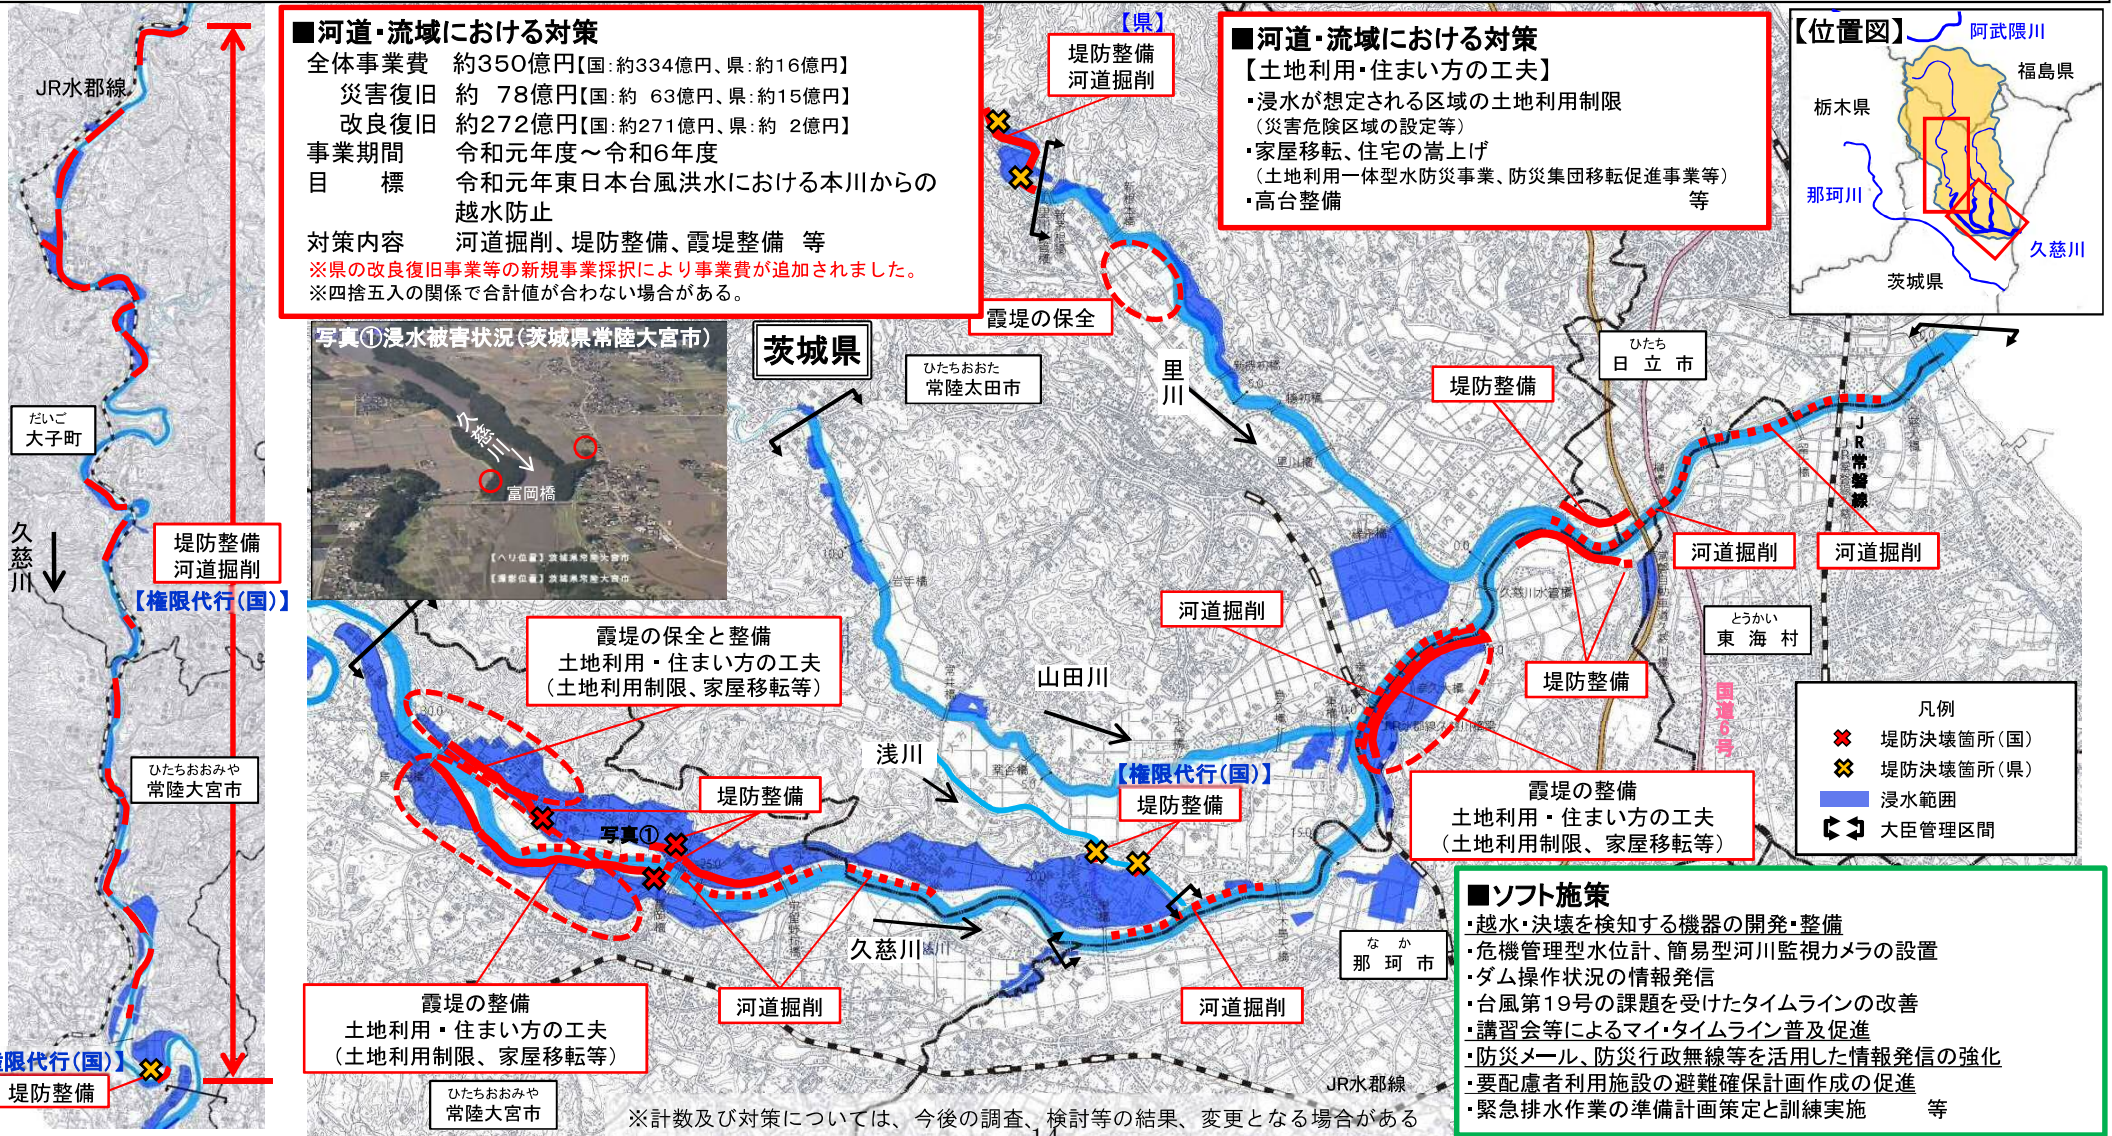 ■河道・流域における対策
全体事業費　約350億円【国：約334億円、県：約16億円】
災害復旧　約 78億円【国：約 63億円、県：約15億円】
改良復旧　約272億円【国：約271億円、県：約 2億円】
事業期間　令和元年度～令和6年度
目　標　令和元年東日本台風洪水における本川からの
越水防止
対策内容　河道掘削、堤防整備、霞堤整備 等
※県の改良復旧事業等の新規事業採択により事業費が追加されました。
※四捨五入の関係で合計値が合わない場合がある。
【県】
堤防整備
河道掘削
■河道・流域における対策
【土地利用・住まい方の工夫】
・浸水が想定される区域の土地利用制限
（災害危険区域の設定等）
・家屋移転、住宅の嵩上げ
（土地利用一体型水防災事業、防災集団移転促進事業等）
・高台整備　等
【位置図】
阿武隈川
福島県
栃木県
那珂川
久慈川
茨城県
JR水郡線
だいご
大子町
久慈川
堤防整備
河道掘削
【権限代行（国）】
ひたちおおみや
常陸大宮市
限代行（国）】
堤防整備
写真①浸水被害状況（茨城県常陸大宮市）
久慈川
富岡橋
【ヘリ位置】茨城県常陸大宮市
【撮影位置】茨城県常陸大宮市
茨城県
ひたちおおた
常陸太田市
霞堤の保全
里川
ひたち
日立市
堤防整備
JR常磐線
河道掘削
河道掘削
とうかい
東海村
河道掘削
堤防整備
国道6号
霞堤の保全と整備
土地利用・住まい方の工夫
（土地利用制限、家屋移転等）
山田川
浅川
【権限代行（国）】
堤防整備
堤防整備
写真①
霞堤の整備
土地利用・住まい方の工夫
（土地利用制限、家屋移転等）
凡例
堤防決壊箇所（国）
堤防決壊箇所（県）
浸水範囲
大臣管理区間
久慈川
なか
那珂市
霞堤の整備
土地利用・住まい方の工夫
（土地利用制限、家屋移転等）
河道掘削
河道掘削
ひたちおおみや
常陸大宮市
JR水郡線
■ソフト施策
・越水・決壊を検知する機器の開発・整備
・危機管理型水位計、簡易型河川監視カメラの設置
・ダム操作状況の情報発信
・台風第19号の課題を受けたタイムラインの改善
・講習会等によるマイ・タイムライン普及促進
・防災メール、防災行政無線等を活用した情報発信の強化
・要配慮者利用施設の避難確保計画作成の促進
・緊急排水作業の準備計画策定と訓練実施　等
※計数及び対策については、今後の調査、検討等の結果、変更となる場合がある
14